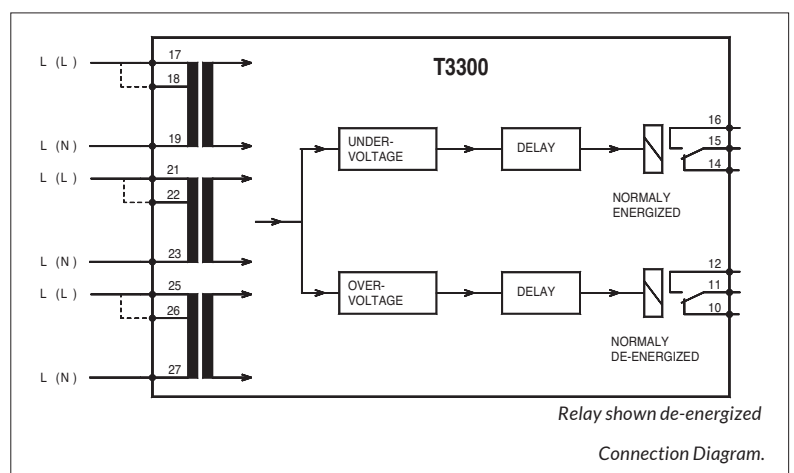 T3300
L (L)
17
18
L (N)
19
L (L)
21
22
L (N)
23
L (L)
25
26
L (N)
27
UNDER-
VOLTAGE
DELAY
NORMALY
ENERGIZED
16
15
14
OVER-
VOLTAGE
DELAY
NORMALY
DE-ENERGIZED
12
11
10
Relay shown de-energized
Connection Diagram.